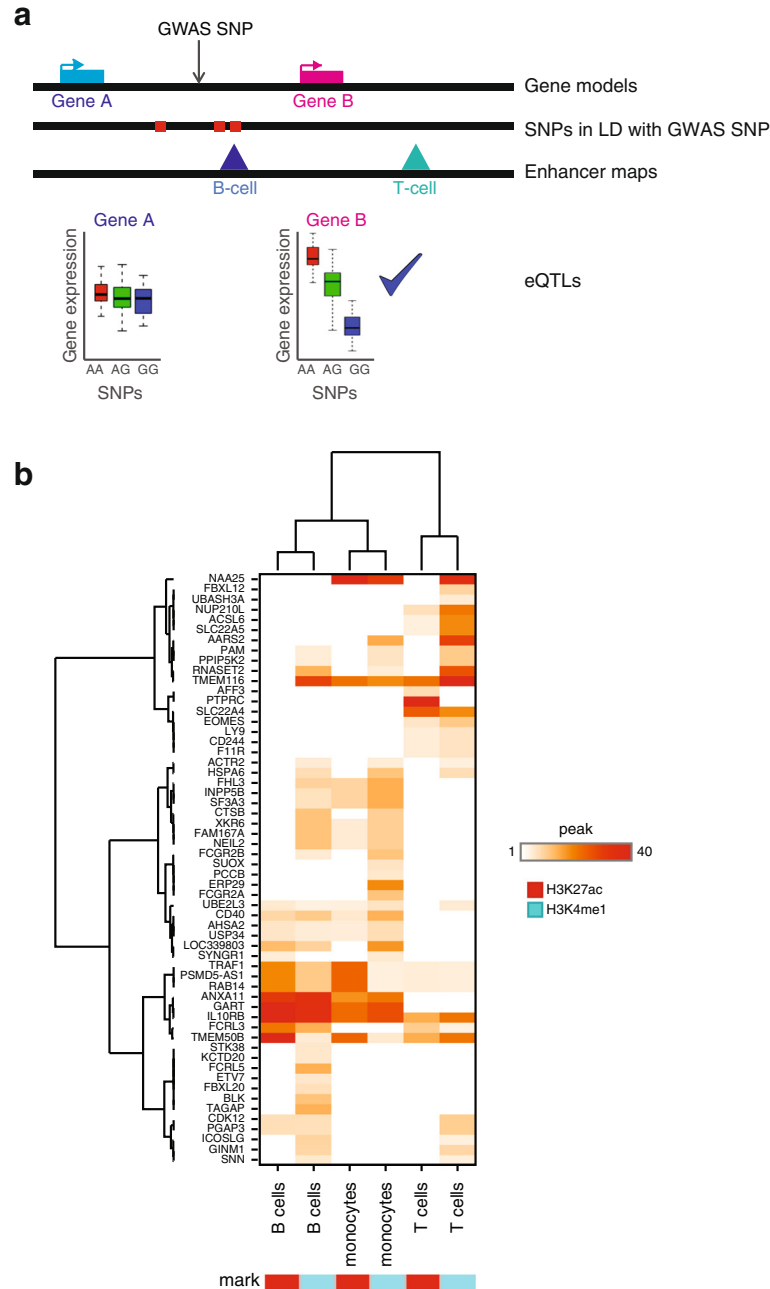 a
GWAS SNP
Gene A
Gene B
Gene models
SNPs in LD with GWAS SNP
Enhancer maps
B-cell
T-cell
Gene A
Gene B
Gene expression
Gene expression
eQTLs
AA AG GG
AA AG GG
SNPs
SNPs
b
NAA25
FBXL12
UBASH3A
NUP210L
ACSL6
SLC22A5
AARS2
PAM
PPIP5K2
RNASET2
TMEM116
AFF3
PTPRC
SLC22A4
EOMES
LY9
CD244
F11R
ACTR2
HSPA6
FHL3
INPP5B
SF3A3
CTSB
XKR6
FAM167A
NEIL2
FCGR2B
SUOX
PCCB
ERP29
FCGR2A
UBE2L3
CD40
AHSA2
USP34
LOC339803
SYNGR1
TRAF1
PSMD5-AS1
RAB14
ANXA11
GART
IL10RB
FCRL3
TMEM50B
STK38
KCTD20
FCRL5
ETV7
FBXL20
BLK
TAGAP
CDK12
PGAP3
ICOSLG
GINM1
SNN
peak
1
40
H3K27ac
H3K4me1
B cells
B cells
monocytes
monocytes
T cells
T cells
mark